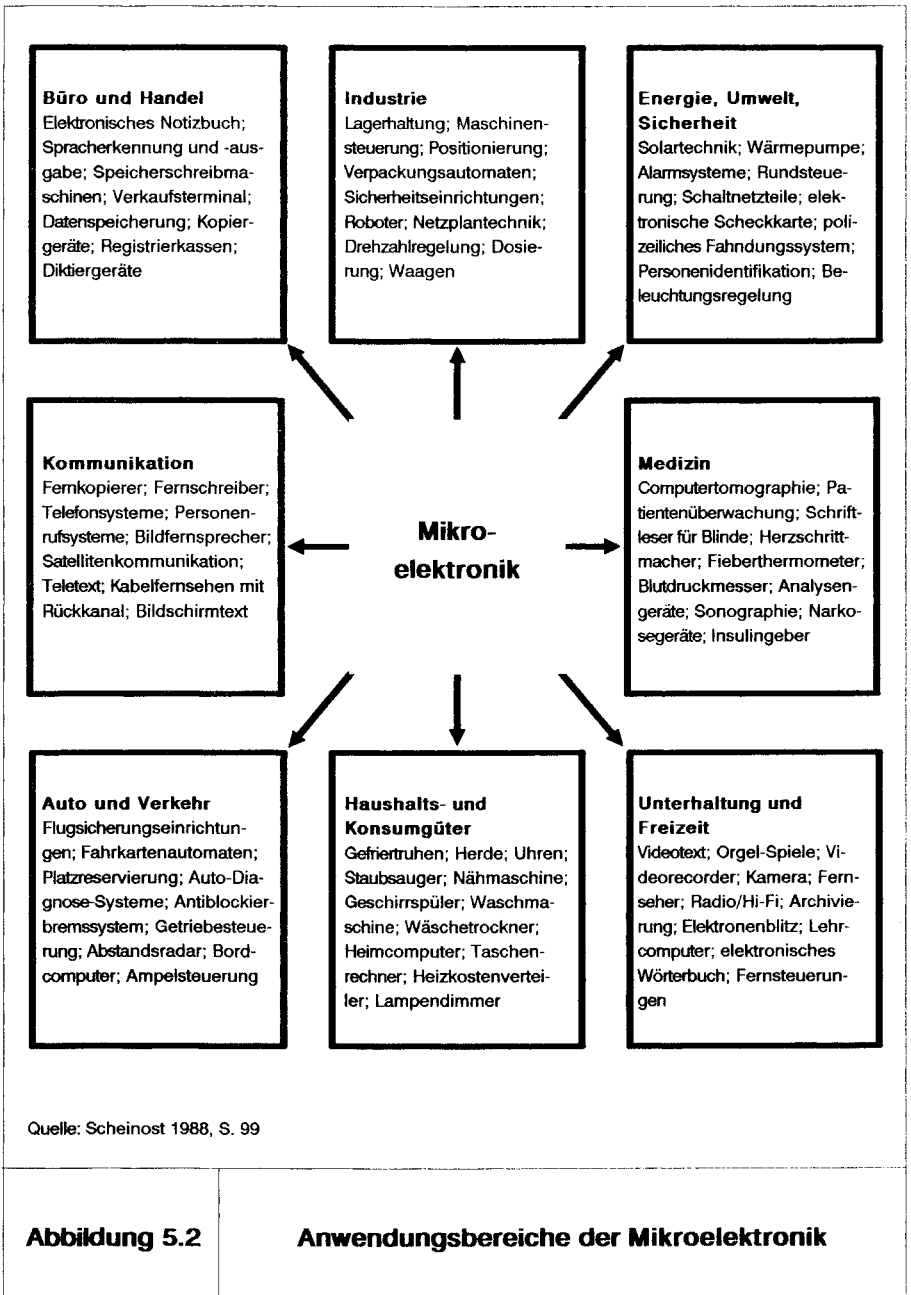 Büro und Handel
Elektronisches Notizbuch;
Spracherkennung und -aus-
gabe; Speicherschreibma-
schinen; Verkaufsterminal;
Datenspeicherung; Kopier-
geräte; Registrierkassen;
Diktiergeräte
Industrie
Lagerhaltung; Maschinen-
steuerung; Positionierung;
Verpackungsautomaten;
Sicherheitseinrichtungen;
Roboter; Netzplantechnik;
Drehzahlregelung; Dosie-
rung; Waagen
Energie, Umwelt,
Sicherheit
Solartechnik; Wärmepumpe;
Alarmsysteme; Rundsteue-
rung; Schaltnetzteile; elek-
tronische Scheckkarte; poli-
zeiliches Fahndungssystem;
Personenidentifikation; Be-
leuchtungsregelung
Kommunikation
Fernkopierer; Fernschreiber;
Telefonsysteme; Personen-
rufsysteme; Bildfernsprecher;
Satellitenkommunikation;
Teletext; Kabelfernsehen mit
Rückkanal; Bildschirmtext
Mikro-
elektronik
Medizin
Computertomographie; Pa-
tientenüberwachung; Schrift-
leser für Blinde; Herzschritt-
macher; Fieberthermometer;
Blutdruckmesser; Analysen-
geräte; Sonographie; Narko-
segeräte; Insulingeber
Auto und Verkehr
Flugsicherungseinrichtun-
gen; Fahrkartenautomaten;
Platzreservierung; Auto-Dia-
gnose-Systeme; Antiblockier-
bremssystem; Getriebesteue-
rung; Abstandsradar; Bord-
computer; Ampelsteuerung
Haushalts- und
Konsumgüter
Gefriertruhen; Herde; Uhren;
Staubsauger; Nähmaschine;
Geschirrspüler; Waschma-
schine; Wäschetrockner;
Heimcomputer; Taschen-
rechner; Heizkostenvertei-
ler; Lampendimmer
Unterhaltung und
Freizeit
Videotext; Orgel-Spiele; Vi-
deorecorder; Kamera; Fern-
seher; Radio/Hi-Fi; Archivie-
rung; Elektronenblitz; Lehr-
computer; elektronisches
Wörterbuch; Fernsteuerun-
gen
Quelle: Scheinost 1988, S. 99
Abbildung 5.2
Anwendungsbereiche der Mikroelektronik